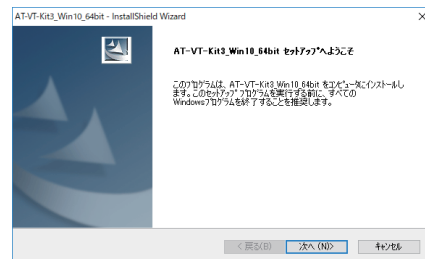 AT-VT-Kit3_Win10_64bit - InstallShield Wizard
AT-VT-Kit3_Win10_64bit ｾｯﾄｱｯﾌﾟへようこそ
このﾌﾟﾛｸﾞﾗﾑは、AT-VT-Kit3_Win10_64bit をｺﾝﾋﾟｭｰﾀにインストールし
ます。このｾｯﾄｱｯﾌﾟ ﾌﾟﾛｸﾞﾗﾑを実行する前に、すべての
Windowsﾌﾟﾛｸﾞﾗﾑを終了することを推奨します。
< 戻る(B) 次へ (N)> ｷｬﾝｾﾙ